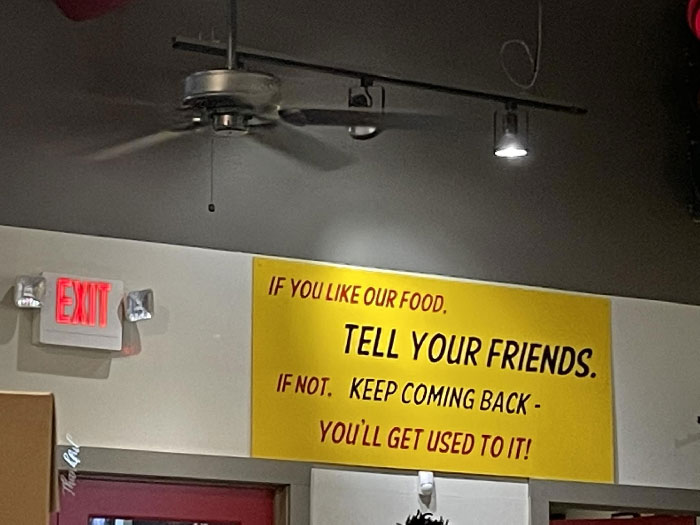 EXIT
IF YOU LIKE OUR FOOD.
TELL YOUR FRIENDS.
IF NOT. KEEP COMING BACK -
YOU'LL GET USED TO IT!
Thankful